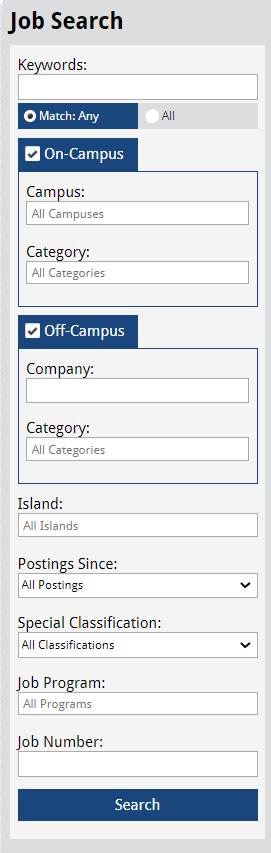 Job Search
Keywords:
Match: Any All
On-Campus
Campus:
All Campuses
Category:
All Categories
Off-Campus
Company:
Category:
All Categories
Island:
All Islands
Postings Since:
All Postings
Special Classification:
All Classifications
Job Program:
All Programs
Job Number:
Search